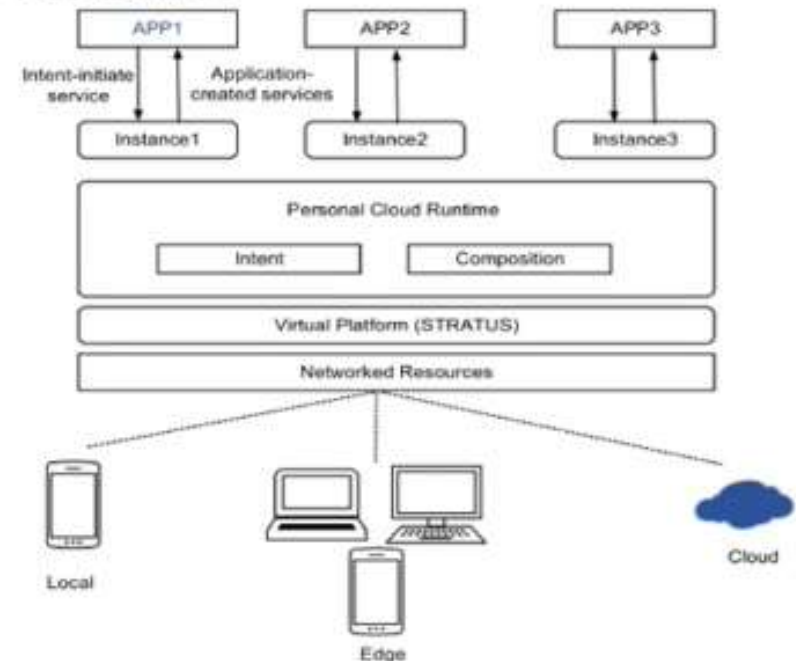 APP1 APP2 APP3
Intent-initiate
service
Application-
created services
Instance1 Instance2 Instance3
Personal Cloud Runtime
Intent Composition
Virtual Platform (STRATUS)
Networked Resources
Local
Edge
Cloud